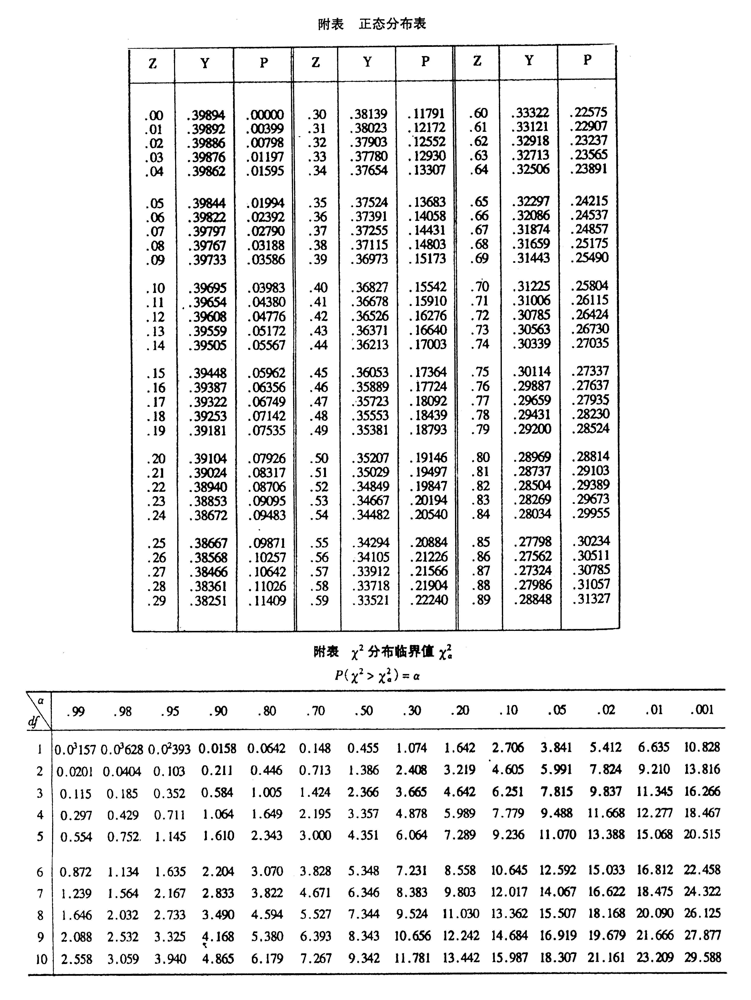 附表 正态分布表
Z Y P Z Y P Z Y P
.00 .39894 .00000 .30 .38139 .11791 .60 .33322 .22575
.01 .39892 .00399 .31 .38023 .12172 .61 .33121 .22907
.02 .39886 .00798 .32 .37903 .12552 .62 .32918 .23237
.03 .39876 .01197 .33 .37780 .12930 .63 .32713 .23565
.04 .39862 .01595 .34 .37654 .13307 .64 .32506 .23891
.05 .39844 .01994 .35 .37524 .13683 .65 .32297 .24215
.06 .39822 .02392 .36 .37391 .14058 .66 .32086 .24537
.07 .39797 .02790 .37 .37255 .14431 .67 .31874 .24857
.08 .39767 .03188 .38 .37115 .14803 .68 .31659 .25175
.09 .39733 .03586 .39 .36973 .15173 .69 .31443 .25490
.10 .39695 .03983 .40 .36827 .15542 .70 .31225 .25804
.11 .39654 .04380 .41 .36678 .15910 .71 .31006 .26115
.12 .39608 .04776 .42 .36526 .16276 .72 .30785 .26424
.13 .39559 .05172 .43 .36371 .16640 .73 .30563 .26730
.14 .39505 .05567 .44 .36213 .17003 .74 .30339 .27035
.15 .39448 .05962 .45 .36053 .17364 .75 .30114 .27337
.16 .39387 .06356 .46 .35889 .17724 .76 .29887 .27637
.17 .39322 .06749 .47 .35723 .18092 .77 .29659 .27935
.18 .39253 .07142 .48 .35553 .18439 .78 .29431 .28230
.19 .39181 .07535 .49 .35381 .18793 .79 .29200 .28524
.20 .39104 .07926 .50 .35207 .19146 .80 .28969 .28814
.21 .39024 .08317 .51 .35029 .19497 .81 .28737 .29103
.22 .38940 .08706 .52 .34849 .19847 .82 .28504 .29389
.23 .38853 .09095 .53 .34667 .20194 .83 .28269 .29673
.24 .38672 .09483 .54 .34482 .20540 .84 .28034 .29955
.25 .38667 .09871 .55 .34294 .20884 .85 .27798 .30234
.26 .38568 .10257 .56 .34105 .21226 .86 .27562 .30511
.27 .38466 .10642 .57 .33912 .21566 .87 .27324 .30785
.28 .38361 .11026 .58 .33718 .21904 .88 .27986 .31057
.29 .38251 .11409 .59 .33521 .22240 .89 .28848 .31327
附表 χ² 分布临界值 χ²α
P(χ² > χ²α) = α
df α .99 .98 .95 .90 .80 .70 .50 .30 .20 .10 .05 .02 .01 .001
1 0.0³157 0.0³628 0.0²393 0.0158 0.0642 0.148 0.455 1.074 1.642 2.706 3.841 5.412 6.635 10.828
2 0.0201 0.0404 0.103 0.211 0.446 0.713 1.386 2.408 3.219 4.605 5.991 7.824 9.210 13.816
3 0.115 0.185 0.352 0.584 1.005 1.424 2.366 3.665 4.642 6.251 7.815 9.837 11.345 16.266
4 0.297 0.429 0.711 1.064 1.649 2.195 3.357 4.878 5.989 7.779 9.488 11.668 12.277 18.467
5 0.554 0.752 1.145 1.610 2.343 3.000 4.351 6.064 7.289 9.236 11.070 13.388 15.068 20.515
6 0.872 1.134 1.635 2.204 3.070 3.828 5.348 7.231 8.558 10.645 12.592 15.033 16.812 22.458
7 1.239 1.564 2.167 2.833 3.822 4.671 6.346 8.383 9.803 12.017 14.067 16.622 18.475 24.322
8 1.646 2.032 2.733 3.490 4.594 5.527 7.344 9.524 11.030 13.362 15.507 18.168 20.090 26.125
9 2.088 2.532 3.325 4.168 5.380 6.393 8.343 10.656 12.242 14.684 16.919 19.679 21.666 27.877
10 2.558 3.059 3.940 4.865 6.179 7.267 9.342 11.781 13.442 15.987 18.307 21.161 23.209 29.588